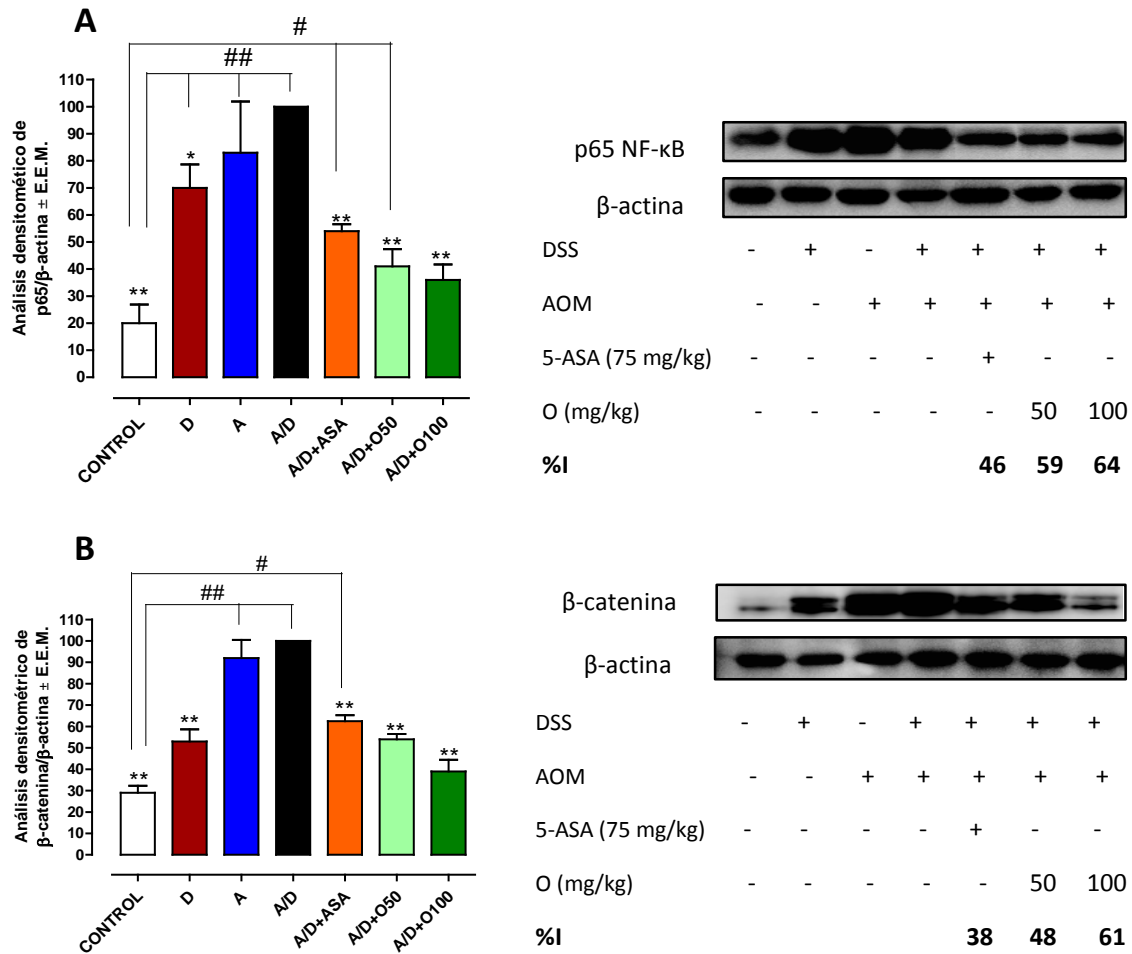 A
#
##
110
100
90
80
70
60
50
40
30
20
10
0
Análisis densitomético de
p65/β-actina ± E.E.M.
**
*
**
**
**
CONTROL
D
A
A/D
A/D+ASA
A/D+O50
A/D+O100
p65 NF-κB
β-actina
DSS - + - + + + +
AOM - - + + + + +
5-ASA (75 mg/kg) - - - - + - -
O (mg/kg) - - - - - 50 100
%I 46 59 64
B
#
##
110
100
90
80
70
60
50
40
30
20
10
0
Análisis densitométrico de
β-catenina/β-actina ± E.E.M.
**
**
**
**
**
CONTROL
D
A
A/D
A/D+ASA
A/D+O50
A/D+O100
β-catenina
β-actina
DSS - + - + + + +
AOM - - + + + + +
5-ASA (75 mg/kg) - - - - + - -
O (mg/kg) - - - - - 50 100
%I 38 48 61